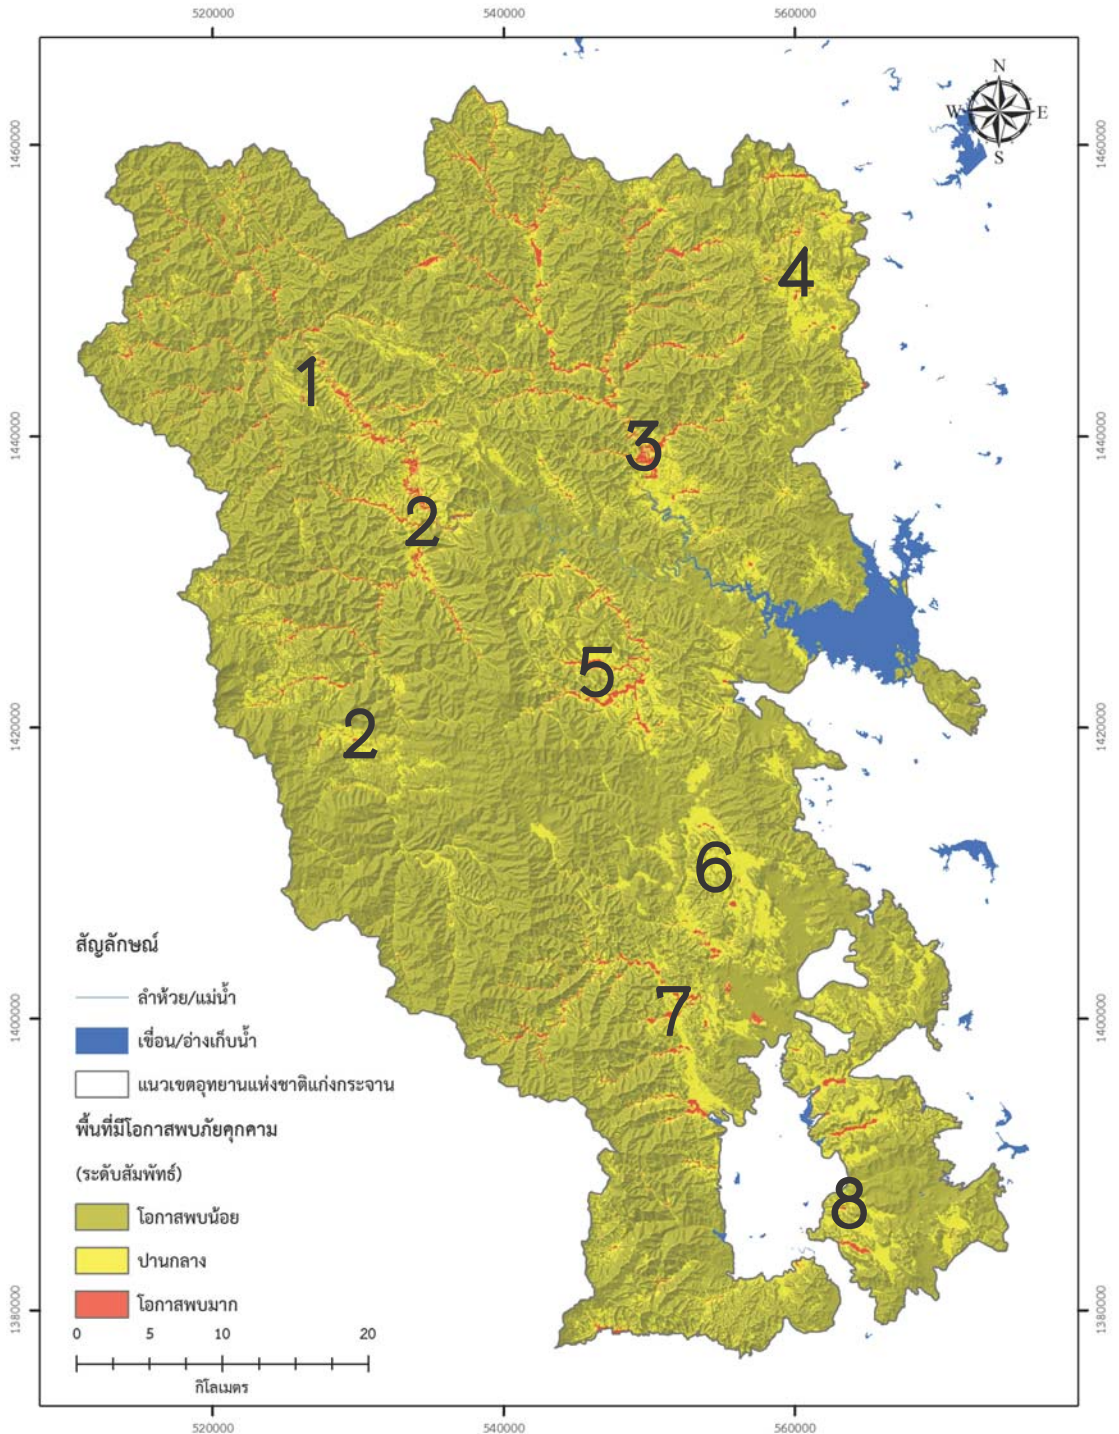 520000 540000 560000
N
W E
S
1460000 1460000
4
1
1440000 1440000
3
2
5
2
1420000 1420000
6
สัญลักษณ์
ลำห้วย/แม่น้ำ
7
1400000 1400000
เขื่อน/อ่างเก็บน้ำ
แนวเขตอุทยานแห่งชาติแก่งกระจาน
พื้นที่มีโอกาสพบภัยคุกคาม
(ระดับสัมพัทธ์)
8
โอกาสพบน้อย
ปานกลาง
โอกาสพบมาก
1380000 1380000
0 5 10 20
กิโลเมตร
520000 540000 560000